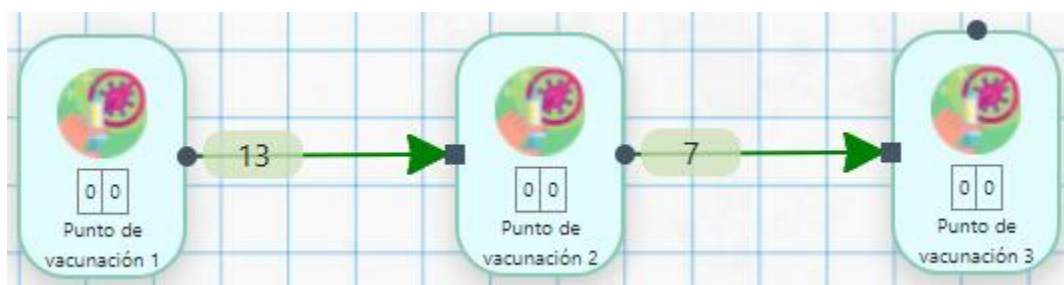 13
7
0 0
Punto de
vacunación 1
0 0
Punto de
vacunación 2
0 0
Punto de
vacunación 3